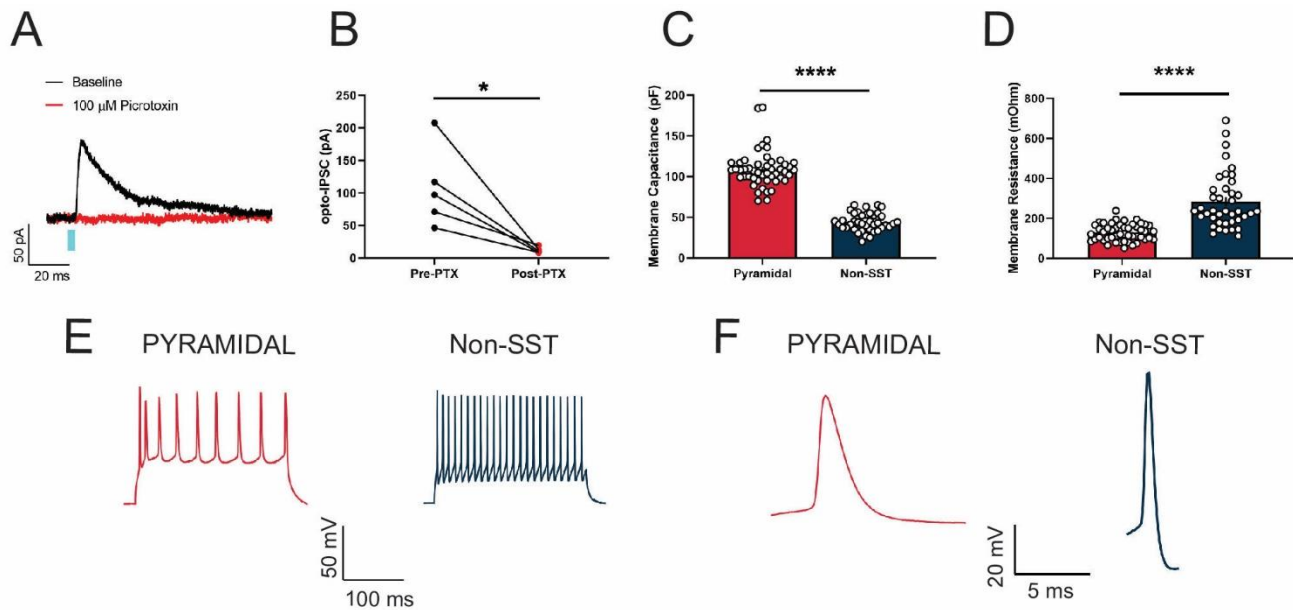 A
Baseline
100 µM Picrotoxin
50 pA
20 ms
B
*
opto-IPSC (pA)
250
200
150
100
50
0
Pre-PTX
Post-PTX
C
****
Membrane Capacitance (pF)
200
150
100
50
0
Pyramidal
Non-SST
D
****
Membrane Resistance (mOhm)
800
600
400
200
0
Pyramidal
Non-SST
E
PYRAMIDAL
Non-SST
50 mV
100 ms
F
PYRAMIDAL
Non-SST
20 mV
5 ms